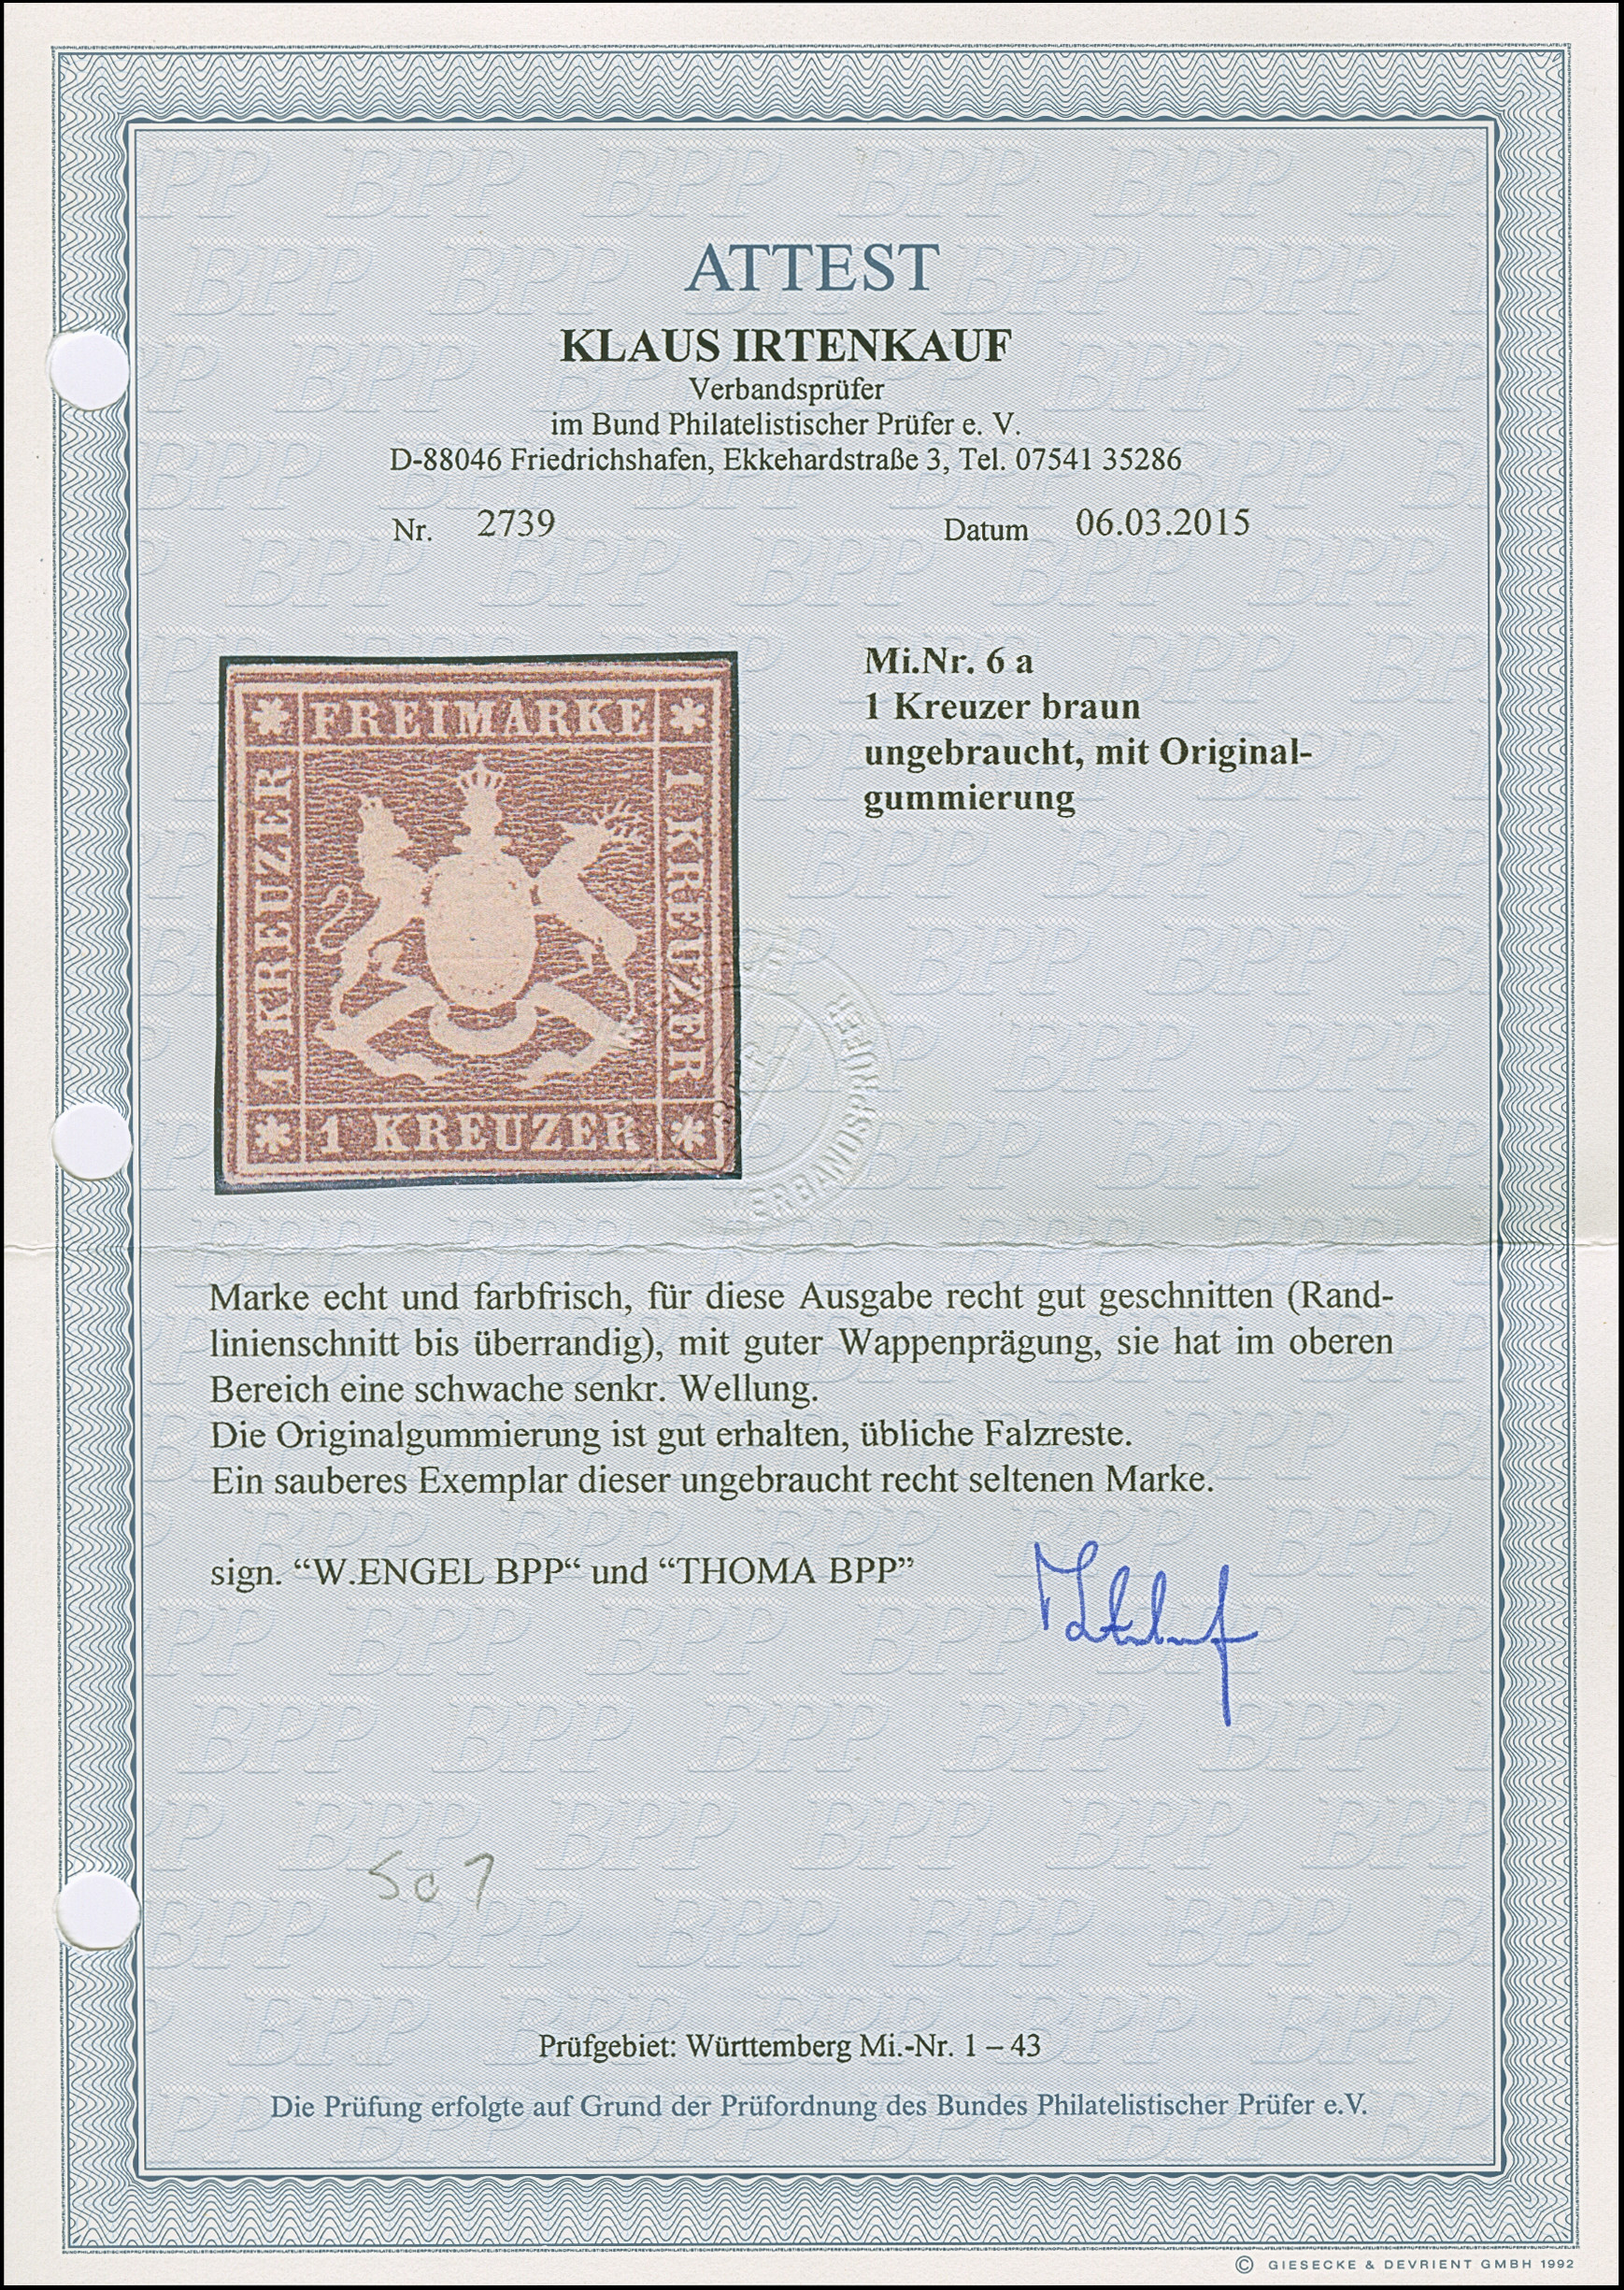 ATTEST
KLAUS IRTENKAUF
Verbandsprüfer
im Bund Philatelistischer Prüfer e. V.
D-88046 Friedrichshafen, Ekkehardstraße 3, Tel. 07541 35286
Nr. 2739 Datum 06.03.2015
FREIMARKE
1 KREUZER
1 KREUZER
1 KREUZER
Mi.Nr. 6 a
1 Kreuzer braun
ungebraucht, mit Original-
gummierung
VERBANDSPRÜFER
Marke echt und farbfrisch, für diese Ausgabe recht gut geschnitten (Rand-
linienschnitt bis überrandig), mit guter Wappenprägung, sie hat im oberen
Bereich eine schwache senkr. Wellung.
Die Originalgummierung ist gut erhalten, übliche Falzreste.
Ein sauberes Exemplar dieser ungebraucht recht seltenen Marke.
sign. “W.ENGEL BPP“ und “THOMA BPP”
507
Prüfgebiet: Württemberg Mi.-Nr. 1 – 43
Die Prüfung erfolgte auf Grund der Prüfordnung des Bundes Philatelistischer Prüfer e.V.
© GIESECKE & DEVRIENT GMBH 1992